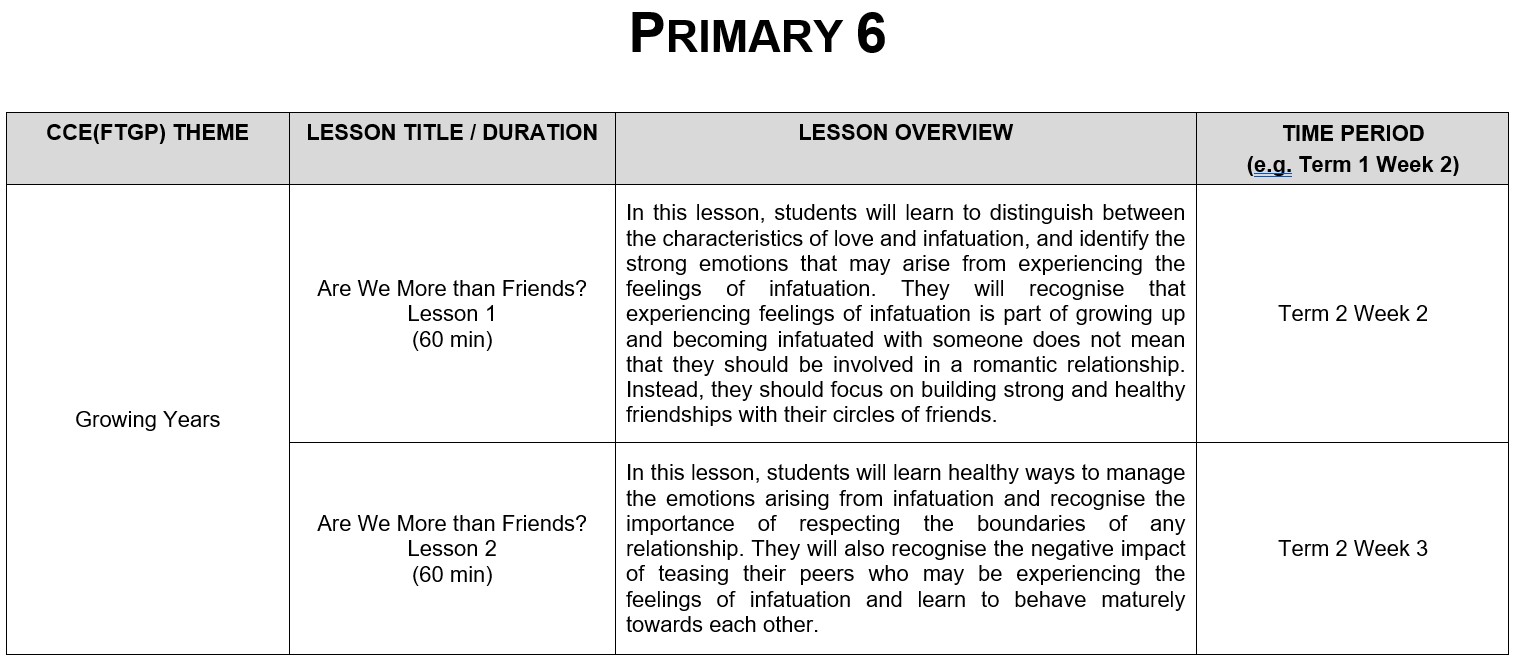 PRIMARY 6
CCE(FTGP) THEME
LESSON TITLE / DURATION
LESSON OVERVIEW
TIME PERIOD
(e.g. Term 1 Week 2)
Growing Years
Are We More than Friends?
Lesson 1
(60 min)
In this lesson, students will learn to distinguish between
the characteristics of love and infatuation, and identify the
strong emotions that may arise from experiencing the
feelings of infatuation. They will recognise that
experiencing feelings of infatuation is part of growing up
and becoming infatuated with someone does not mean
that they should be involved in a romantic relationship.
Instead, they should focus on building strong and healthy
friendships with their circles of friends.
Term 2 Week 2
Are We More than Friends?
Lesson 2
(60 min)
In this lesson, students will learn healthy ways to manage
the emotions arising from infatuation and recognise the
importance of respecting the boundaries of any
relationship. They will also recognise the negative impact
of teasing their peers who may be experiencing the
feelings of infatuation and learn to behave maturely
towards each other.
Term 2 Week 3